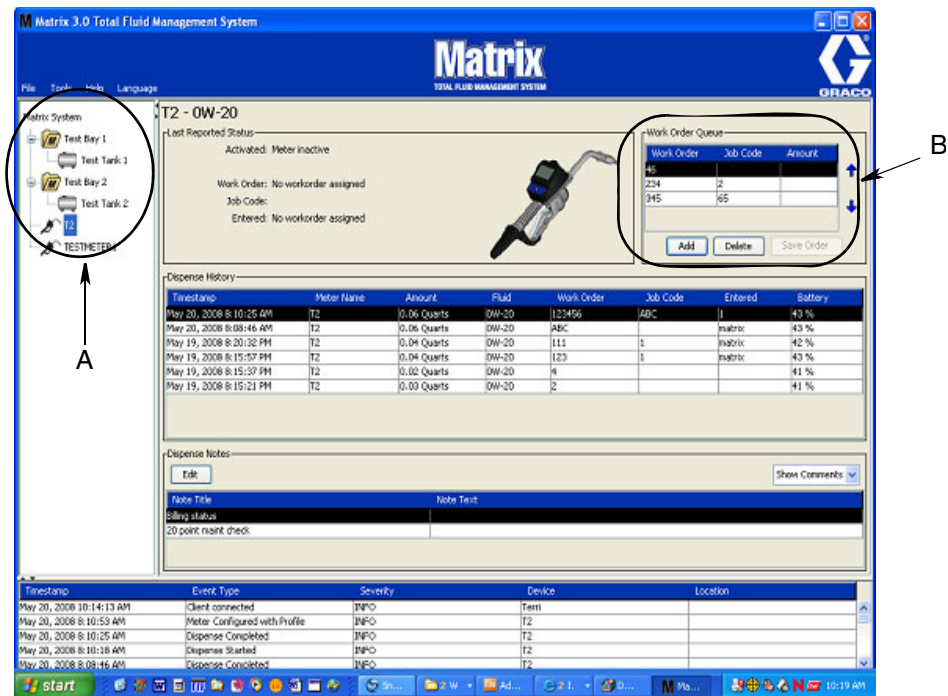 Matrix 3.0 Total Fluid Management System
Matrix
TOTAL FLUID MANAGEMENT SYSTEM
GRACO
File Tools Help Language
Matrix System
Test Bay 1
Test Tank 1
Test Bay 2
Test Tank 2
T2
TESTMETER1
A
T2 - 0W-20
Last Reported Status
Activated: Meter inactive
Work Order: No workorder assigned
Job Code:
Entered: No workorder assigned
Work Order Queue
Work Order Job Code Amount
46
234 2
345 65
Add Delete Save Order
B
Dispense History
Timestamp Meter Name Amount Fluid Work Order Job Code Entered Battery
May 20, 2008 8:10:25 AM T2 0.06 Quarts 0W-20 123456 ABC 1 43 %
May 20, 2008 8:08:46 AM T2 0.06 Quarts 0W-20 ABC matrix 43 %
May 19, 2008 8:20:32 PM T2 0.04 Quarts 0W-20 111 1 matrix 42 %
May 19, 2008 8:15:57 PM T2 0.04 Quarts 0W-20 123 1 matrix 43 %
May 19, 2008 8:15:37 PM T2 0.02 Quarts 0W-20 4 41 %
May 19, 2008 8:15:21 PM T2 0.03 Quarts 0W-20 2 41 %
Dispense Notes
Edit Show Comments
Note Title Note Text
Billing status
20 point maint check
Timestamp Event Type Severity Device Location
May 20, 2008 10:14:13 AM Client connected INFO Terri
May 20, 2008 8:10:53 AM Meter Configured with Profile INFO T2
May 20, 2008 8:10:25 AM Dispense Completed INFO T2
May 20, 2008 8:10:18 AM Dispense Started INFO T2
May 20, 2008 8:08:46 AM Dispense Completed INFO T2
start Sn... 2 W Ad... 2 I. D... Ma... 10:19 AM